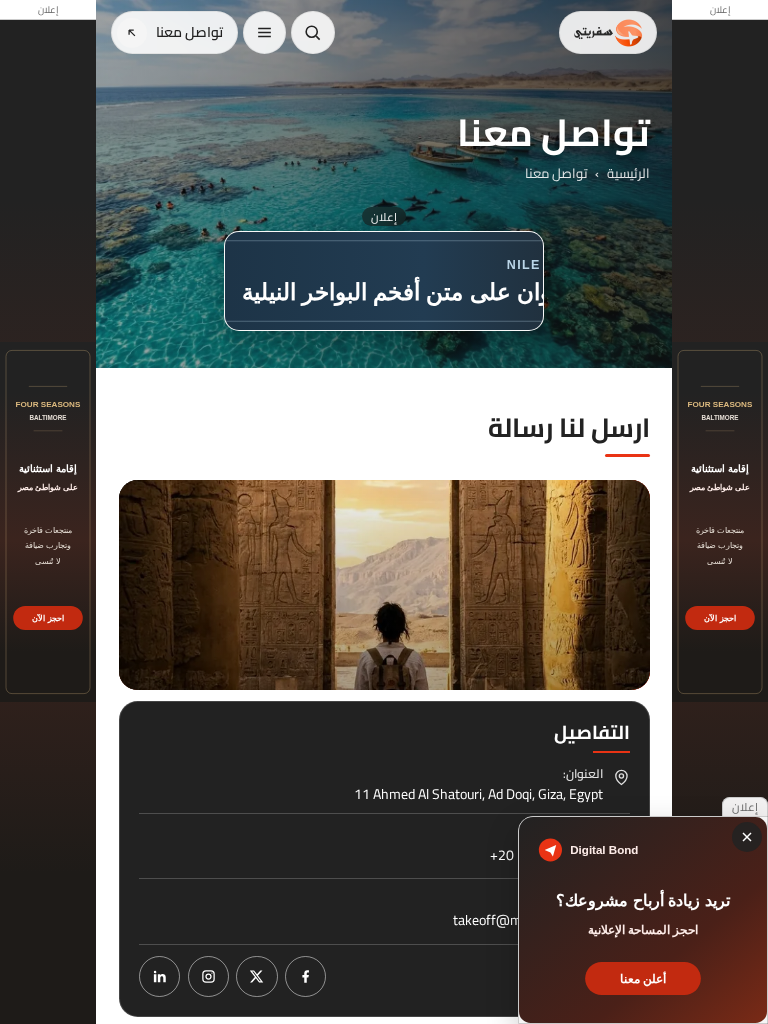 إعلان
إعلان
سفريتي
تواصل معنا
تواصل معنا
الرئيسية › تواصل معنا
إعلان
NILE
على متن أفخم البواخر النيلية
ارسل لنا رسالة
FOUR SEASONS
BALTIMORE
إقامة استثنائية
على شواطئ مصر
منتجعات فاخرة
وتجارب ضيافة
لا تُنسى
احجز الآن
FOUR SEASONS
BALTIMORE
إقامة استثنائية
على شواطئ مصر
منتجعات فاخرة
وتجارب ضيافة
لا تُنسى
احجز الآن
التفاصيل
العنوان:
11 Ahmed Al Shatouri, Ad Doqi, Giza, Egypt
+20
takeoff@m
إعلان
Digital Bond
تريد زيادة أرباح مشروعك؟
احجز المساحة الإعلانية
أعلن معنا